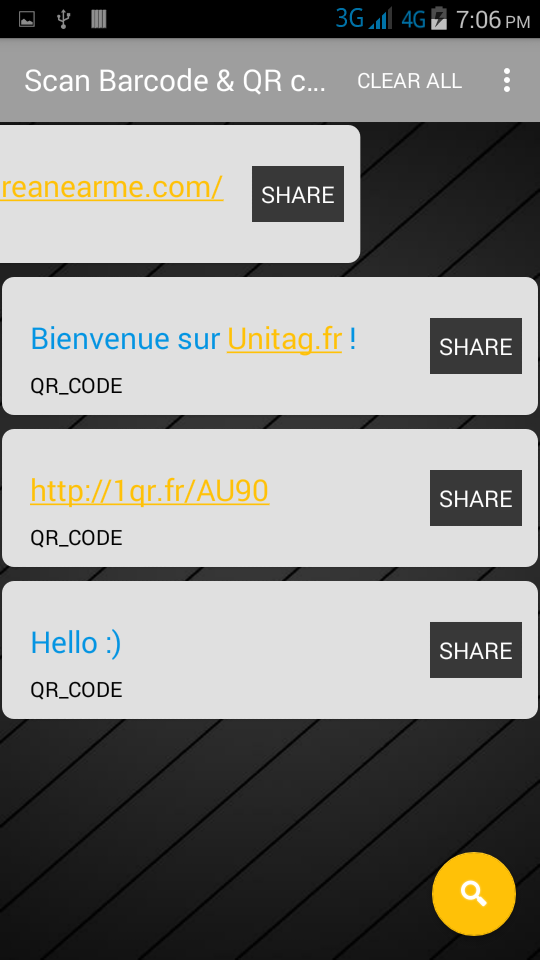 3G 4G 7:06 PM
Scan Barcode & QR c... CLEAR ALL
reanearme.com/ SHARE
Bienvenue sur Unitag.fr ! SHARE
QR_CODE
http://1qr.fr/AU90 SHARE
QR_CODE
Hello :) SHARE
QR_CODE